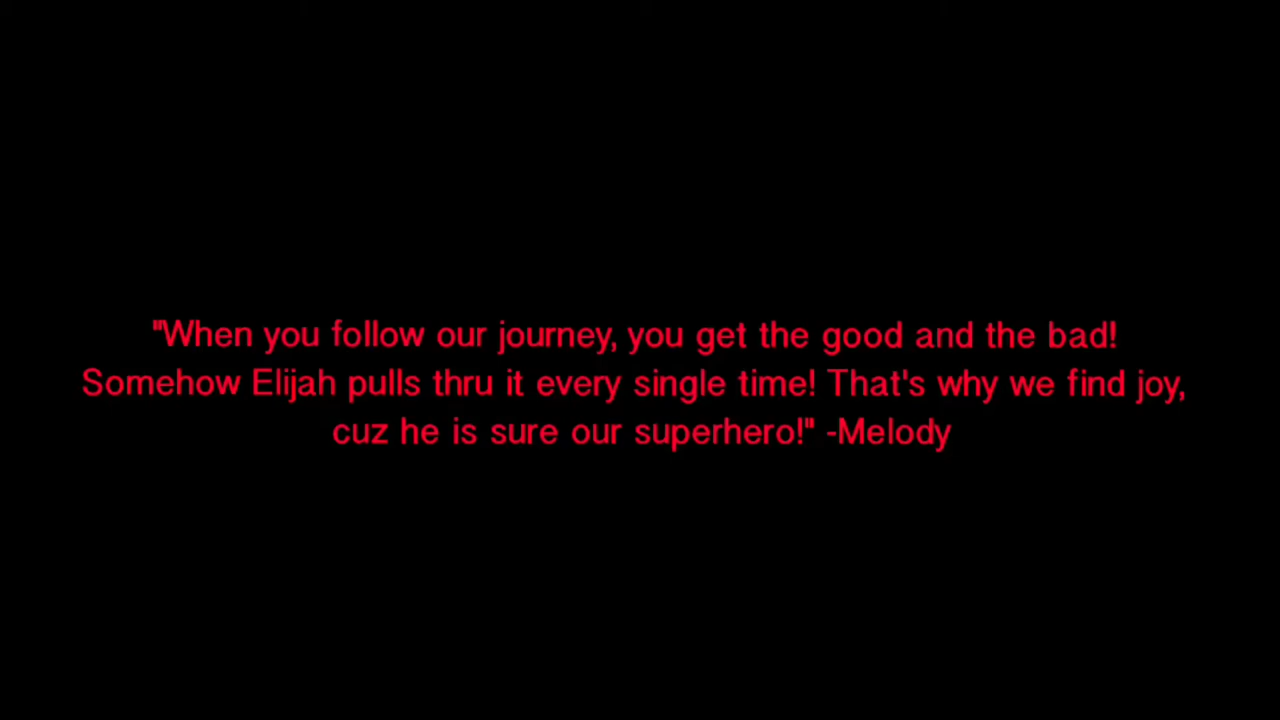 "When you follow our journey, you get the good and the bad!
Somehow Elijah pulls thru it every single time! That's why we find joy,
cuz he is sure our superhero!" -Melody